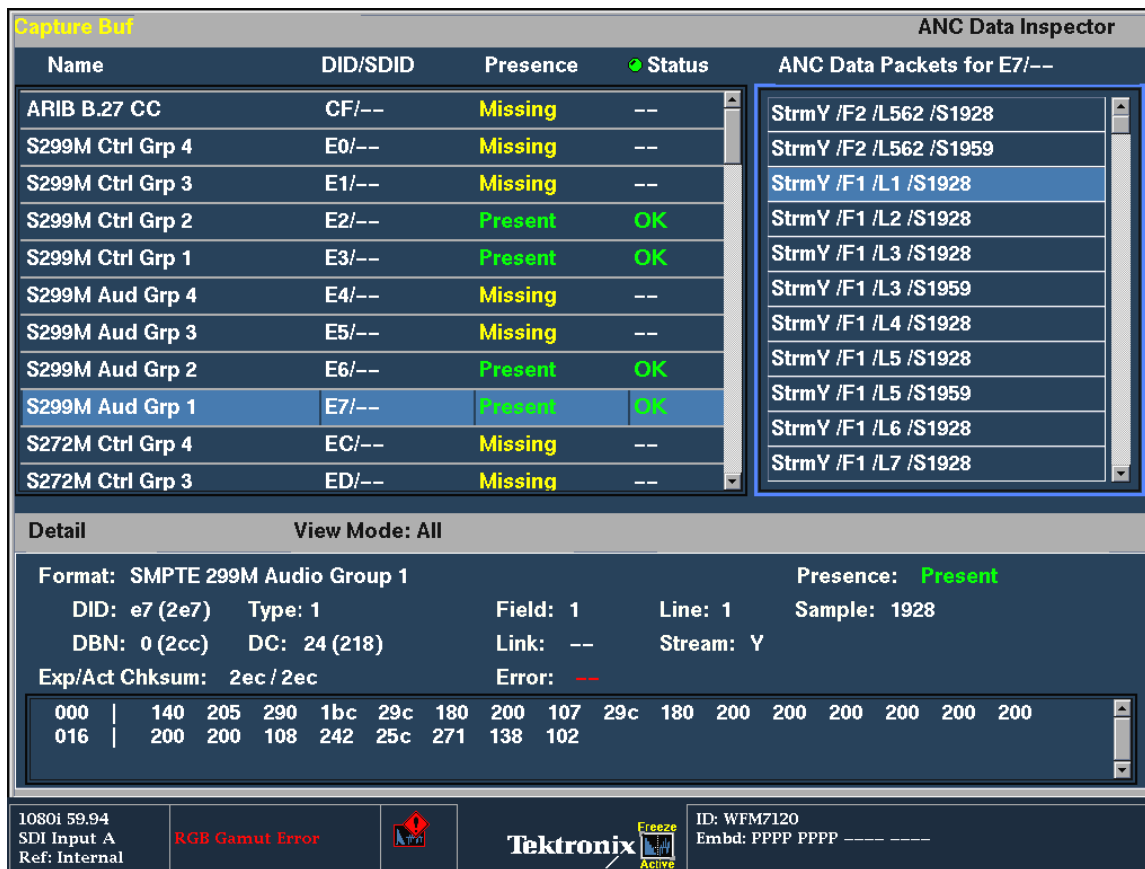 Capture Buf ANC Data Inspector
Name DID/SDID Presence Status ANC Data Packets for E7/--
ARIB B.27 CC CF/-- Missing --
S299M Ctrl Grp 4 E0/-- Missing --
S299M Ctrl Grp 3 E1/-- Missing --
S299M Ctrl Grp 2 E2/-- Present OK
S299M Ctrl Grp 1 E3/-- Present OK
S299M Aud Grp 4 E4/-- Missing --
S299M Aud Grp 3 E5/-- Missing --
S299M Aud Grp 2 E6/-- Present OK
S299M Aud Grp 1 E7/-- Present OK
S272M Ctrl Grp 4 EC/-- Missing --
S272M Ctrl Grp 3 ED/-- Missing --
StrmY /F2 /L562 /S1928
StrmY /F2 /L562 /S1959
StrmY /F1 /L1 /S1928
StrmY /F1 /L2 /S1928
StrmY /F1 /L3 /S1928
StrmY /F1 /L3 /S1959
StrmY /F1 /L4 /S1928
StrmY /F1 /L5 /S1928
StrmY /F1 /L5 /S1959
StrmY /F1 /L6 /S1928
StrmY /F1 /L7 /S1928
Detail View Mode: All
Format: SMPTE 299M Audio Group 1 Presence: Present
DID: e7 (2e7) Type: 1 Field: 1 Line: 1 Sample: 1928
DBN: 0 (2cc) DC: 24 (218) Link: -- Stream: Y
Exp/Act Chksum: 2ec / 2ec Error: --
000 | 140 205 290 1bc 29c 180 200 107 29c 180 200 200 200 200 200 200
016 | 200 200 108 242 25c 271 138 102
1080i 59.94
SDI Input A
Ref: Internal
RGB Gamut Error
Tektronix
Freeze
Active
ID: WFM7120
Embd: PPPP PPPP ---- ----